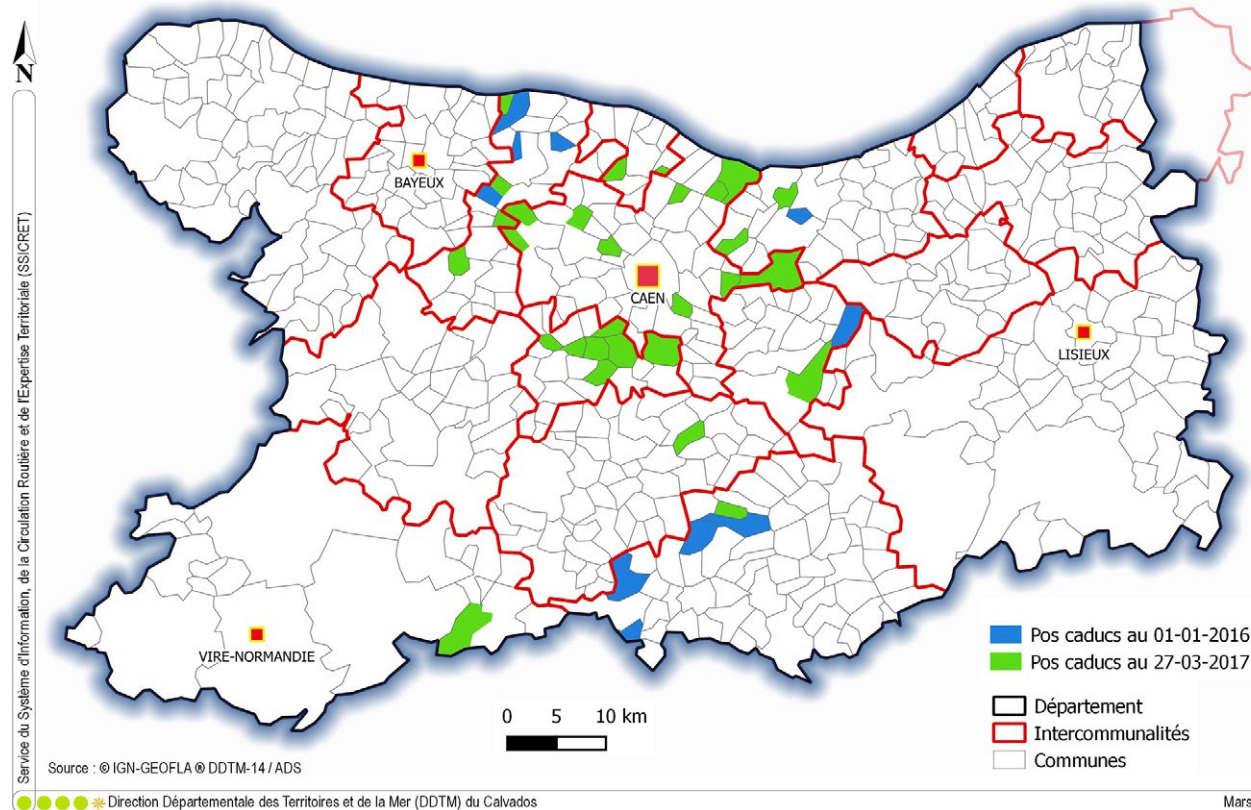 N
BAYEUX
CAEN
LISIEUX
VIRE-NORMANDIE
Pos caducs au 01-01-2016
Pos caducs au 27-03-2017
Département
Intercommunalités
Communes
0 5 10 km
Source : © IGN-GEOFLA ® DDTM-14 / ADS
Service du Système d'Information, de la Circulation Routière et de l'Expertise Territoriale (SSICRET)
Direction Départementale des Territoires et de la Mer (DDTM) du Calvados
Mars